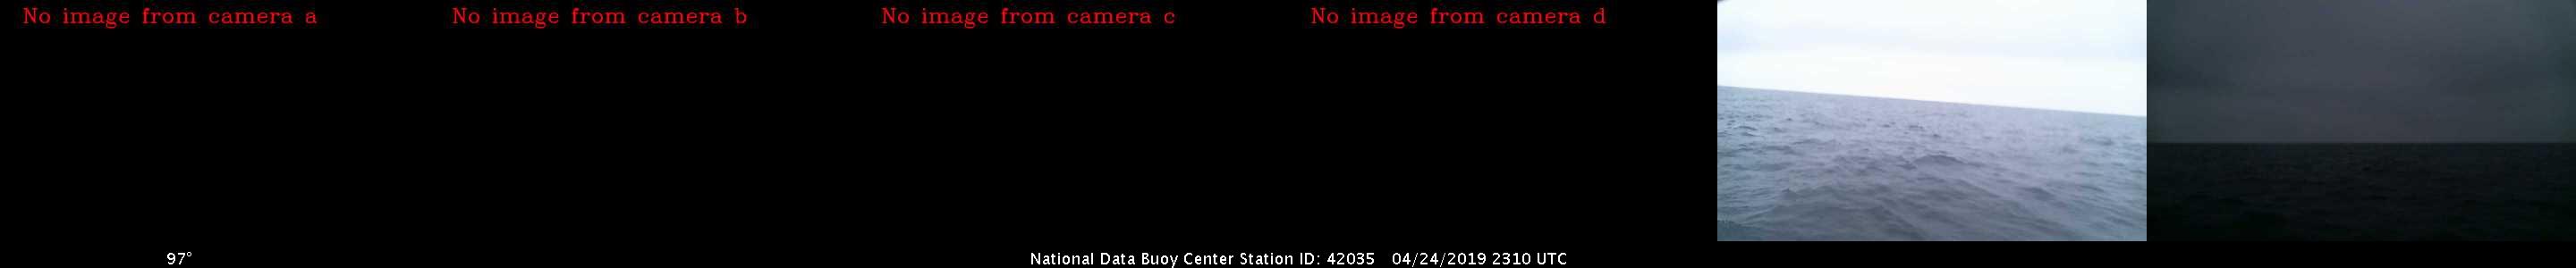 No image from camera a
No image from camera b
No image from camera c
No image from camera d
97°
National Data Buoy Center Station ID: 42035 04/24/2019 2310 UTC